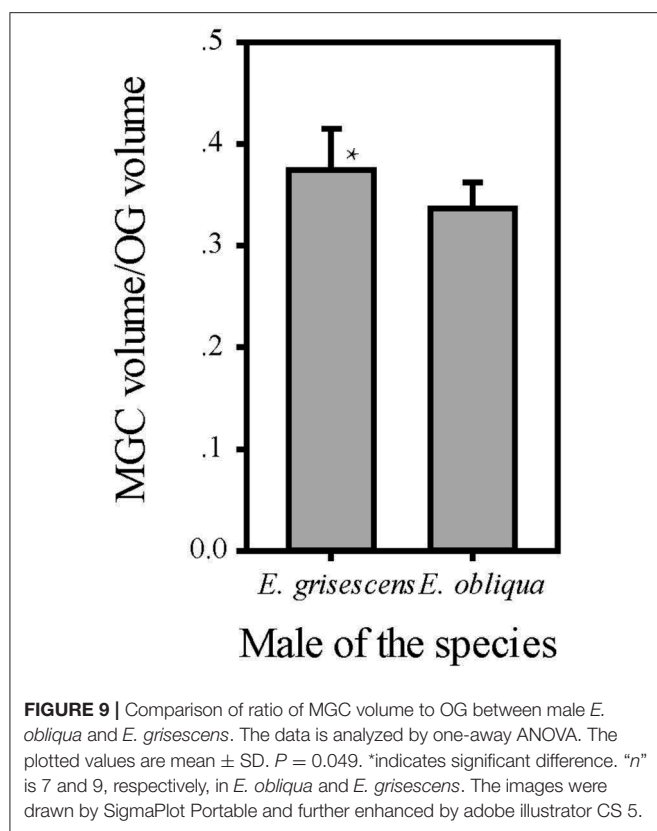 .5
.4
*
.3
.2
.1
0.0
MGC volume/OG volume
E. grisescens E. obliqua
Male of the species
FIGURE 9 | Comparison of ratio of MGC volume to OG between male E.
obliqua and E. grisescens. The data is analyzed by one-away ANOVA. The
plotted values are mean ± SD. P = 0.049. *indicates significant difference. “n”
is 7 and 9, respectively, in E. obliqua and E. grisescens. The images were
drawn by SigmaPlot Portable and further enhanced by adobe illustrator CS 5.